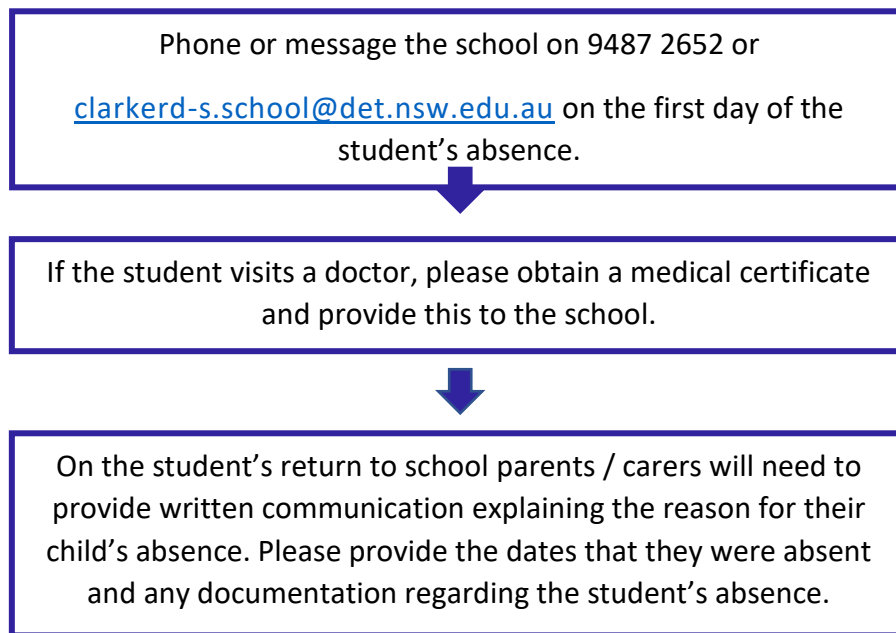 Phone or message the school on 9487 2652 or
clarkerd-s.school@det.nsw.edu.au on the first day of the
student’s absence.
If the student visits a doctor, please obtain a medical certificate
and provide this to the school.
On the student’s return to school parents / carers will need to
provide written communication explaining the reason for their
child’s absence. Please provide the dates that they were absent
and any documentation regarding the student’s absence.